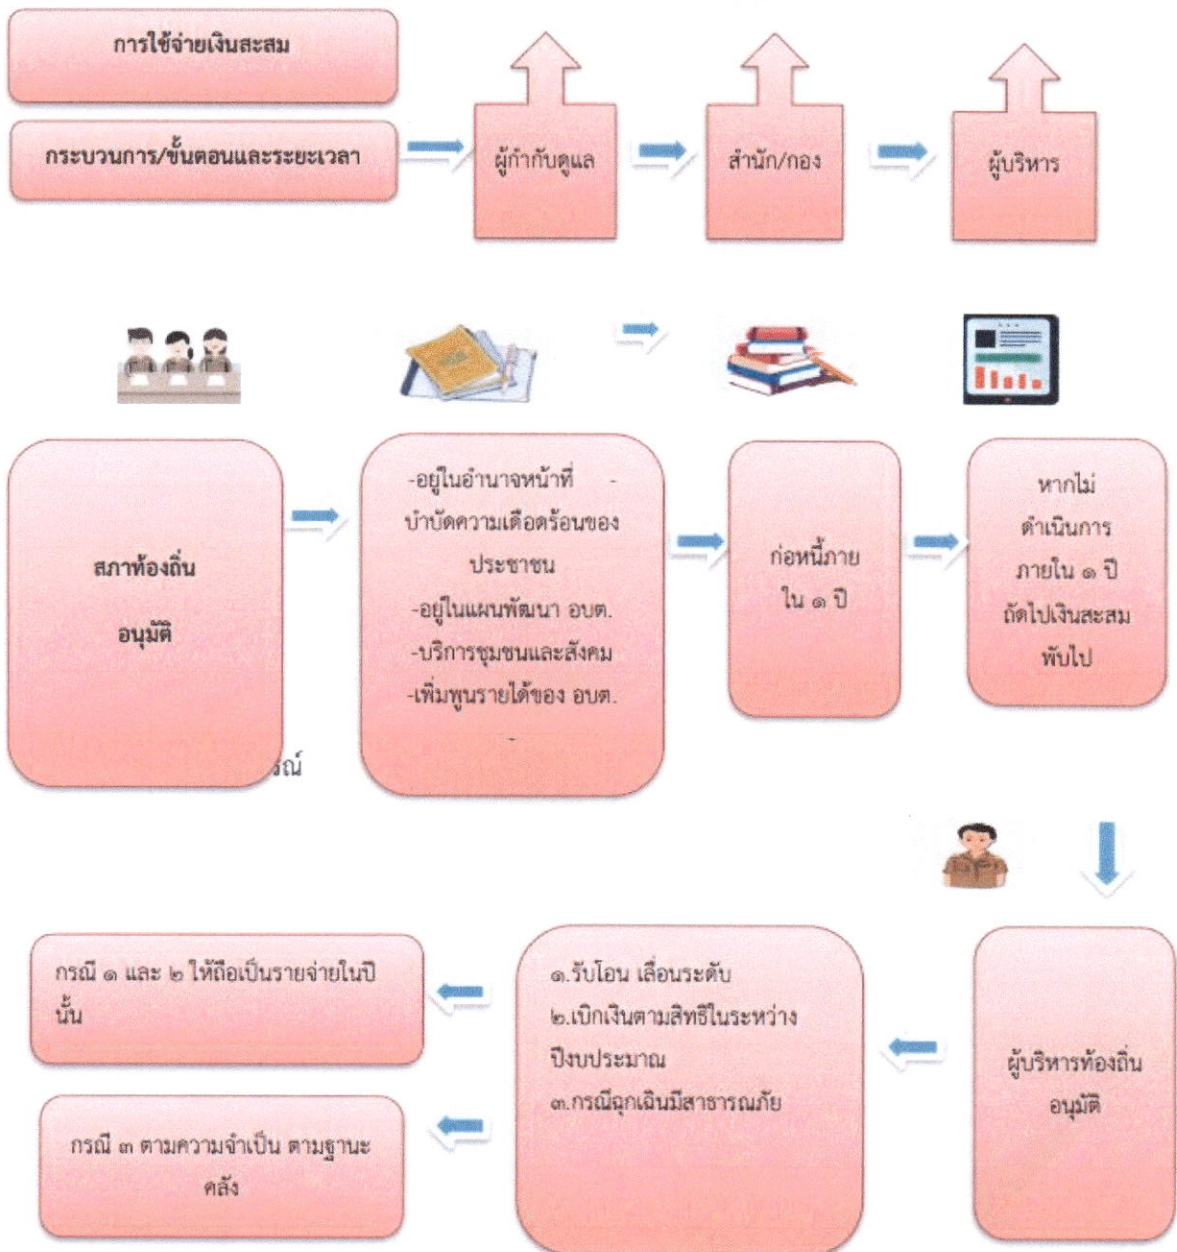 การใช้จ่ายเงินสะสม
กระบวนการ/ขั้นตอนและระยะเวลา
ผู้กำกับดูแล
สำนัก/กอง
ผู้บริหาร
สภาท้องถิ่น
อนุมัติ
-อยู่ในอำนาจหน้าที่ -
บำบัดความเดือดร้อนของ
ประชาชน
-อยู่ในแผนพัฒนา อบต.
-บริการชุมชนและสังคม
-เพิ่มพูนรายได้ของ อบต.
-
ก่อหนี้ภาย
ใน ๑ ปี
หากไม่
ดำเนินการ
ภายใน ๑ ปี
ถัดไปเงินสะสม
พับไป
รณ์
กรณี ๑ และ ๒ ให้ถือเป็นรายจ่ายในปี
นั้น
กรณี ๓ ตามความจำเป็น ตามฐานะ
คลัง
๑.รับโอน เลื่อนระดับ
๒.เบิกเงินตามสิทธิในระหว่าง
ปีงบประมาณ
๓.กรณีฉุกเฉินมีสาธารณภัย
ผู้บริหารท้องถิ่น
อนุมัติ